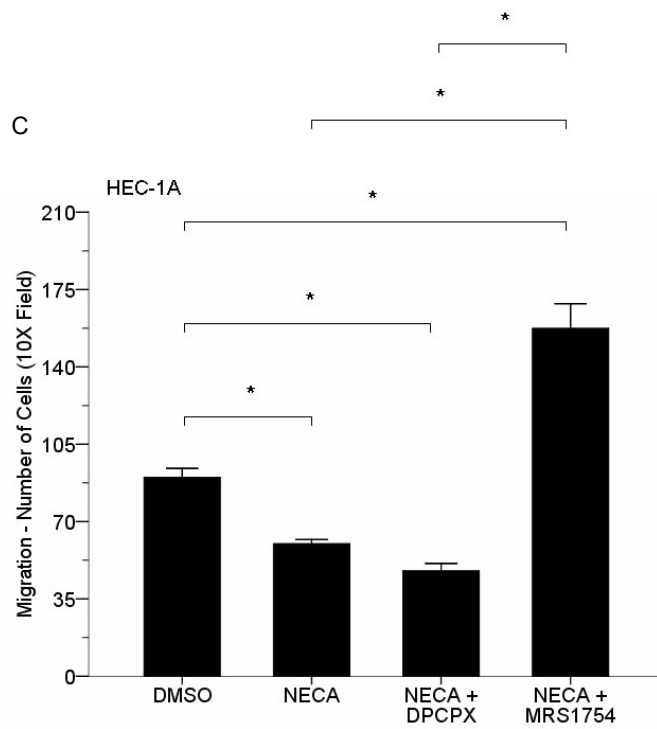 *
*
C
HEC-1A
*
*
*
Migration - Number of Cells (10X Field)
210
175
140
105
70
35
0
DMSO
NECA
NECA +
DPCPX
NECA +
MRS1754